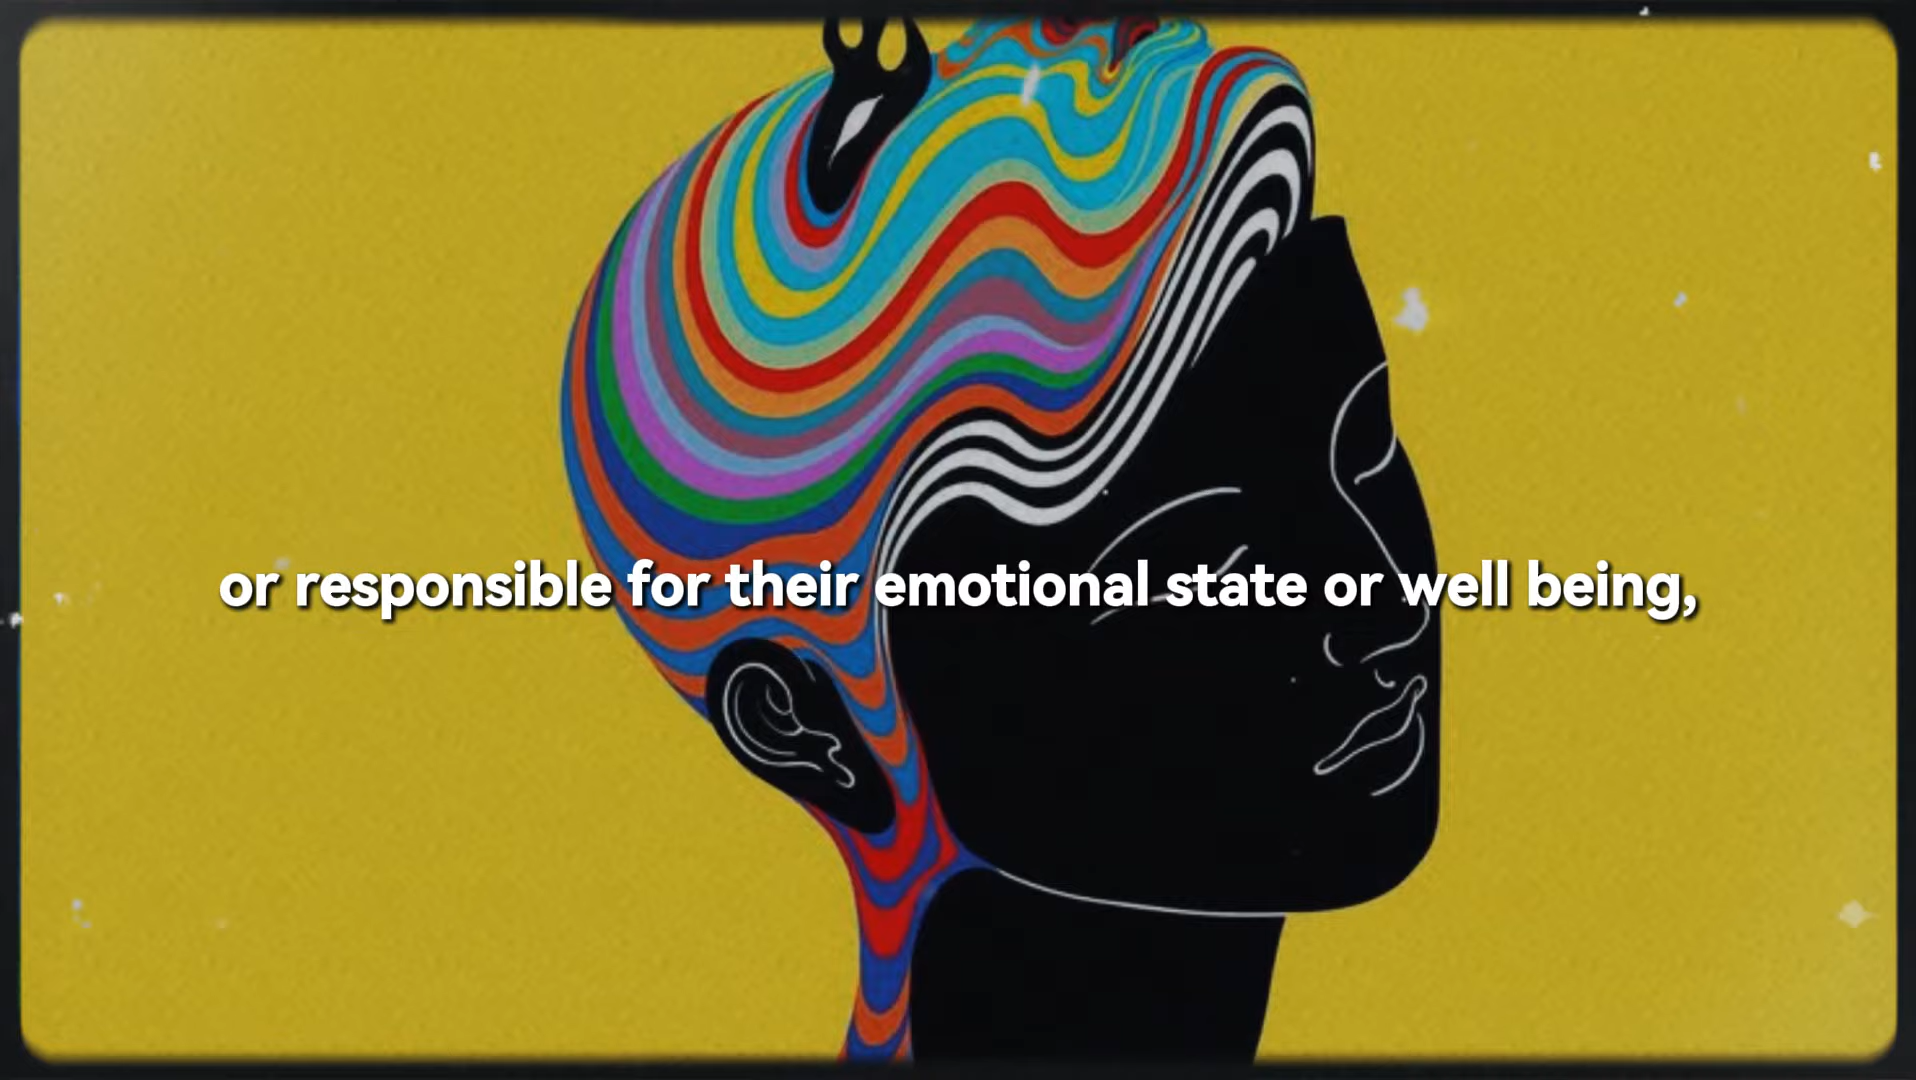 or responsible for their emotional state or well being,